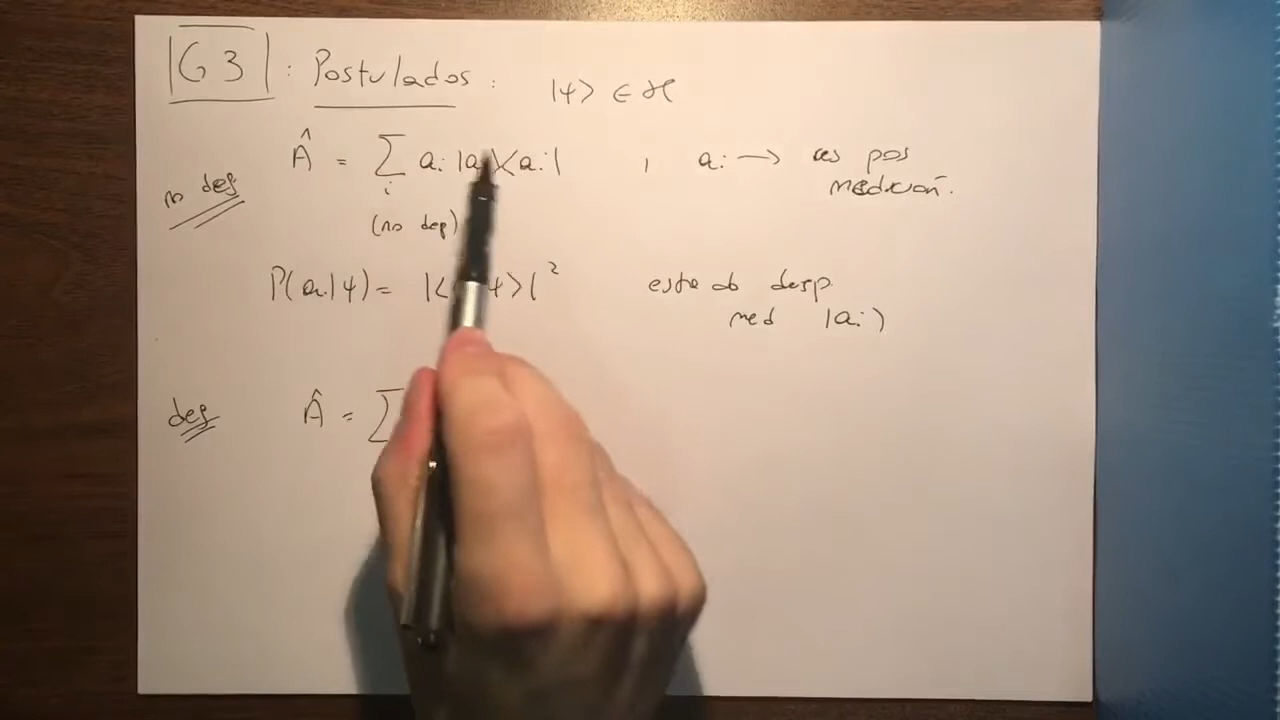 G3 : Postulados : |ψ> ∈ ℋ
no deg Â = ∑ aᵢ |aᵢ><aᵢ| , aᵢ → res pos
i medición.
(no deg)
P(aᵢ|ψ) = |< ψ>|² estado desp
med |aᵢ>
deg Â = ∑